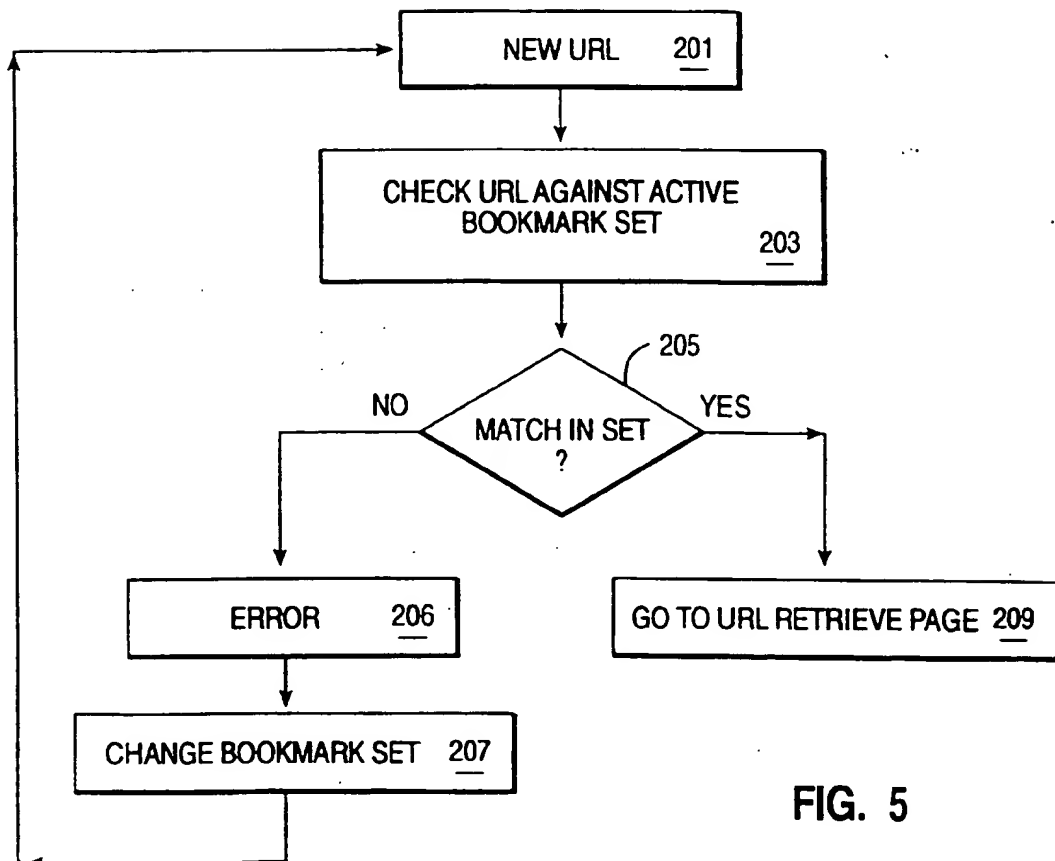 NEW URL 201
CHECK URL AGAINST ACTIVE
BOOKMARK SET
203
205
NO
YES
MATCH IN SET
?
ERROR 206
GO TO URL RETRIEVE PAGE 209
CHANGE BOOKMARK SET 207
FIG. 5